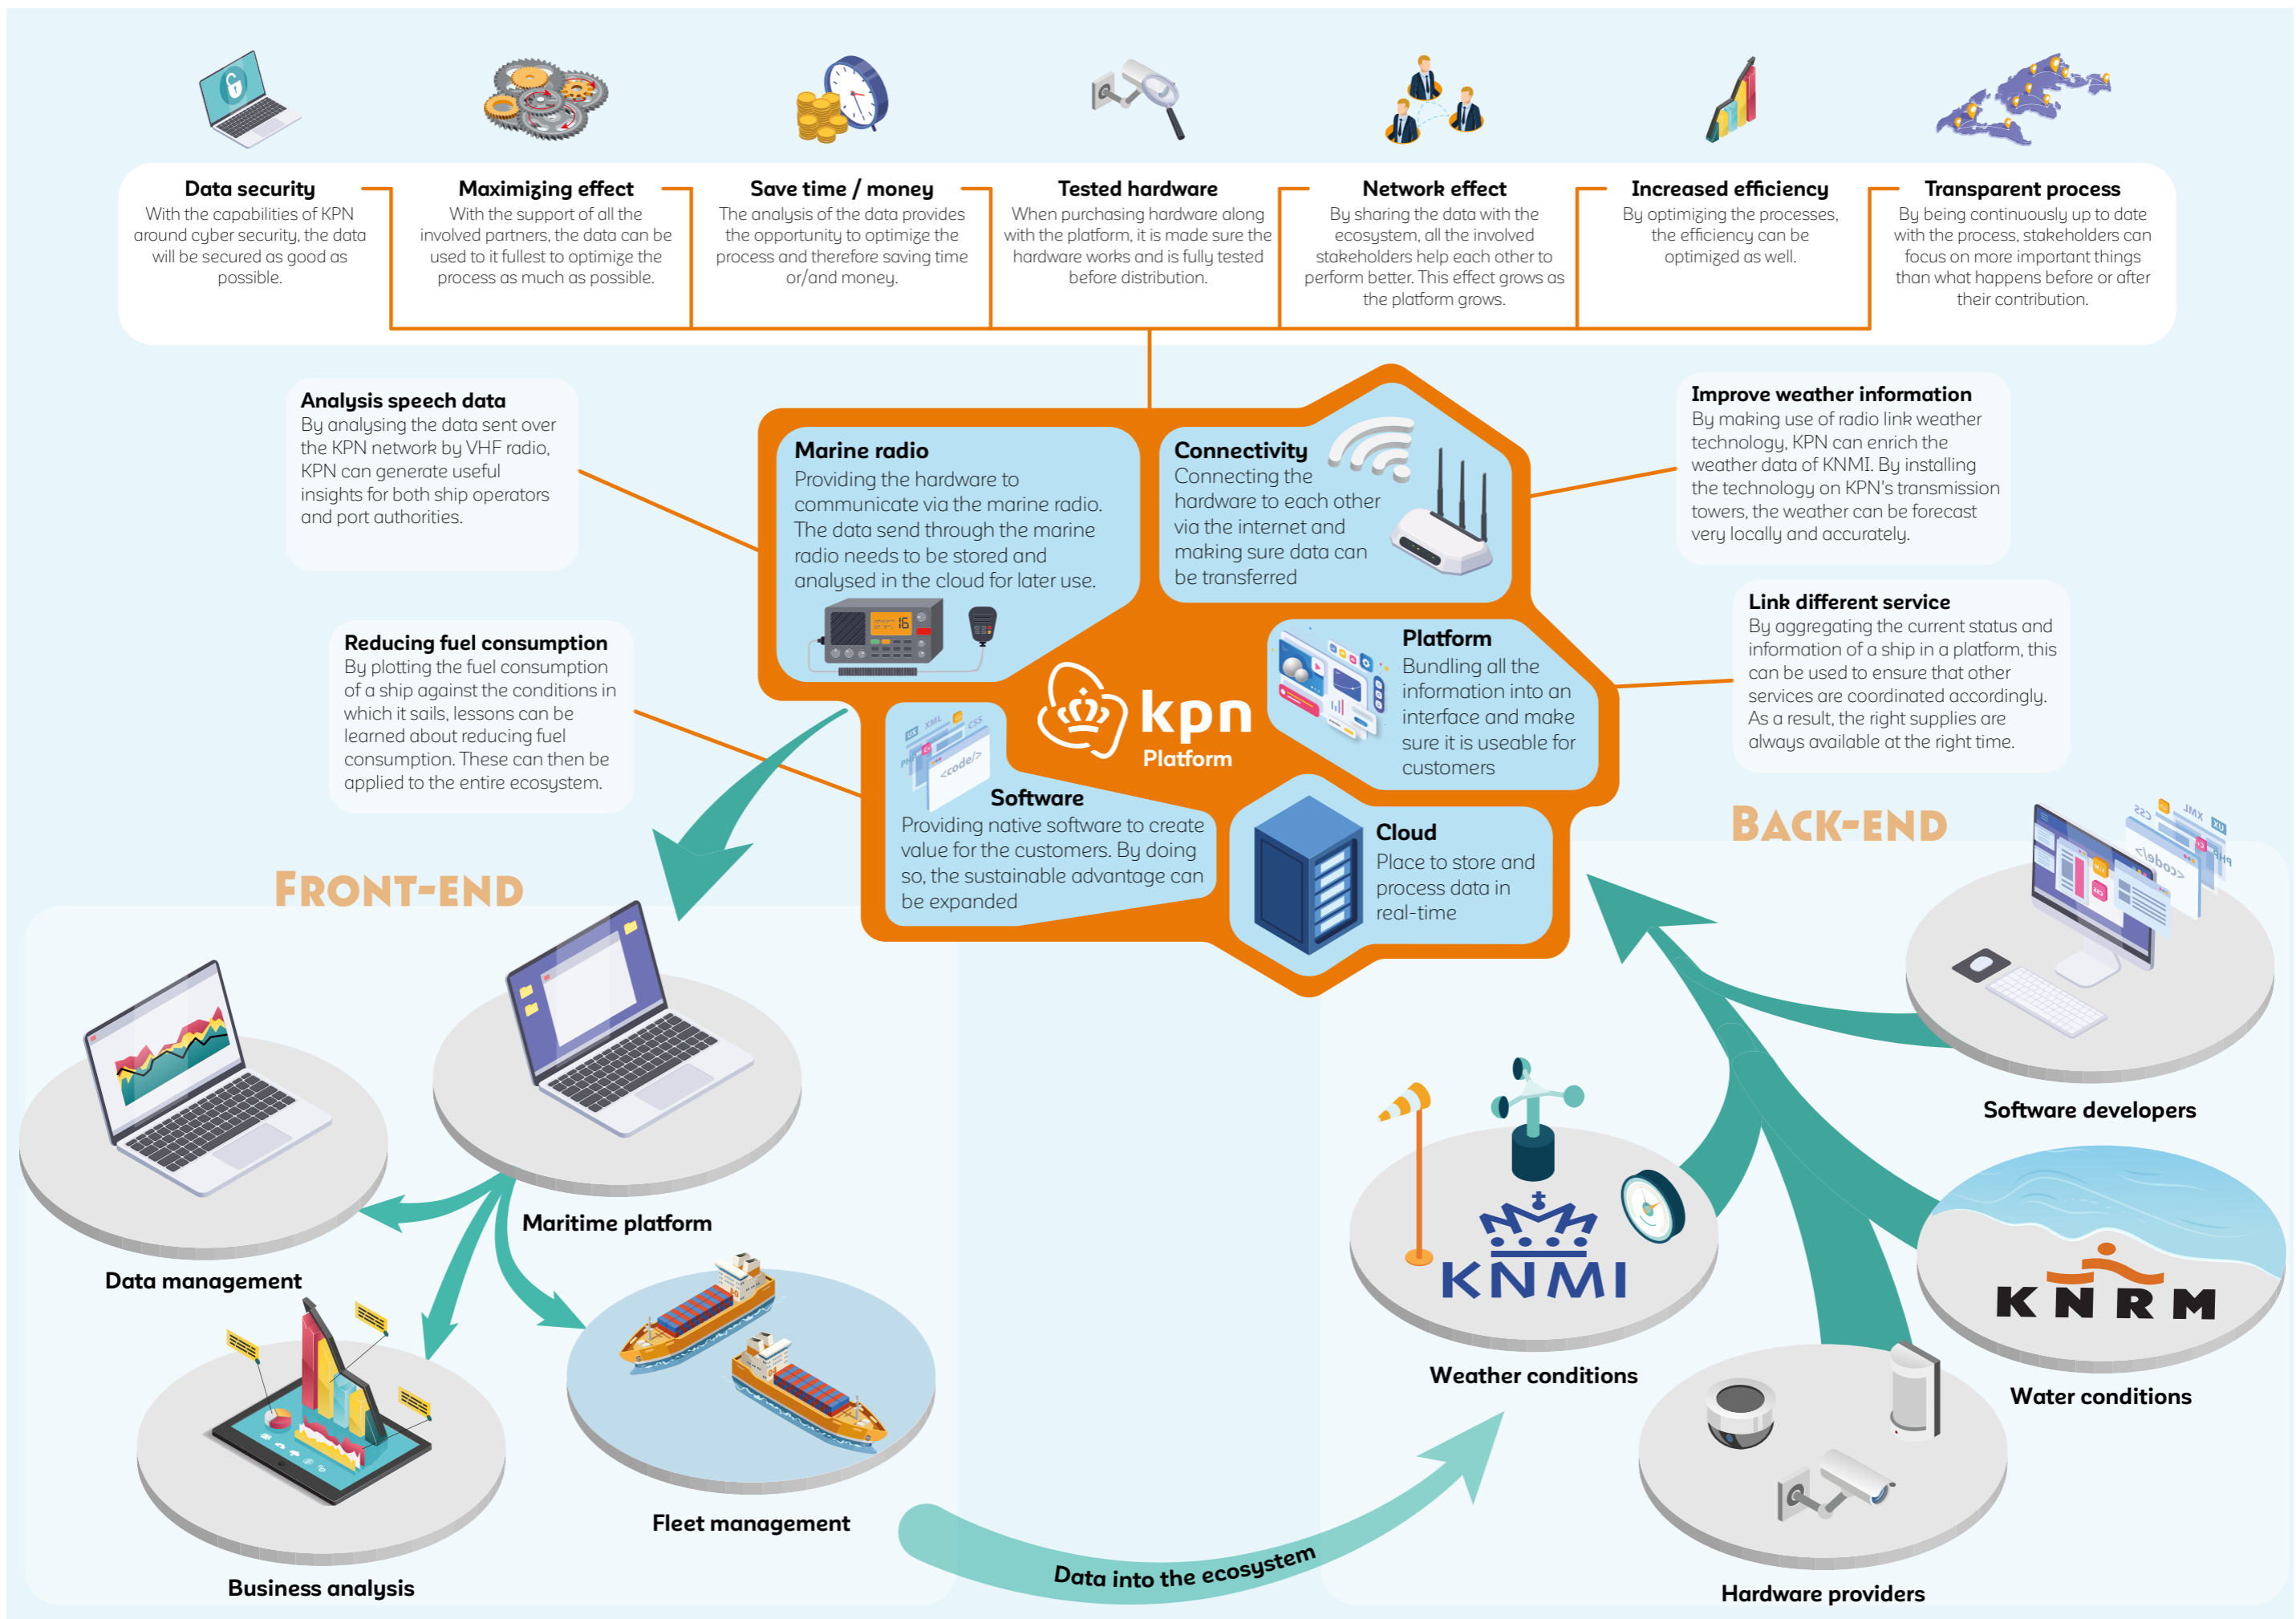 Data security
With the capabilities of KPN
around cyber security, the data
will be secured as good as
possible.
Maximizing effect
With the support of all the
involved partners, the data can be
used to it fullest to optimize the
process as much as possible.
Save time / money
The analysis of the data provides
the opportunity to optimize the
process and therefore saving time
or/and money.
Tested hardware
When purchasing hardware along
with the platform, it is made sure the
hardware works and is fully tested
before distribution.
Network effect
By sharing the data with the
ecosystem, all the involved
stakeholders help each other to
perform better. This effect grows as
the platform grows.
Increased efficiency
By optimizing the processes,
the efficiency can be
optimized as well.
Transparent process
By being continuously up to date
with the process, stakeholders can
focus on more important things
than what happens before or after
their contribution.
Analysis speech data
By analysing the data sent over
the KPN network by VHF radio,
KPN can generate useful
insights for both ship operators
and port authorities.
Marine radio
Providing the hardware to
communicate via the marine radio.
The data send through the marine
radio needs to be stored and
analysed in the cloud for later use.
16
Connectivity
Connecting the
hardware to each other
via the internet and
making sure data can
be transferred
Improve weather information
By making use of radio link weather
technology, KPN can enrich the
weather data of KNMI. By installing
the technology on KPN's transmission
towers, the weather can be forecast
very locally and accurately.
Reducing fuel consumption
By plotting the fuel consumption
of a ship against the conditions in
which it sails, lessons can be
learned about reducing fuel
consumption. These can then be
applied to the entire ecosystem.
kpn
Platform
Platform
Bundling all the
information into an
interface and make
sure it is useable for
customers
Link different service
By aggregating the current status and
information of a ship in a platform, this
can be used to ensure that other
services are coordinated accordingly.
As a result, the right supplies are
always available at the right time.
UX
XML
CSS
PHP
<code/>
Software
Providing native software to create
value for the customers. By doing
so, the sustainable advantage can
be expanded
Cloud
Place to store and
process data in
real-time
FRONT-END
BACK-END
CSS
XML
UX
PHP
<code/>
Software developers
Maritime platform
Data management
KNMI
Weather conditions
KNRM
Water conditions
Fleet management
Business analysis
Data into the ecosystem
Hardware providers